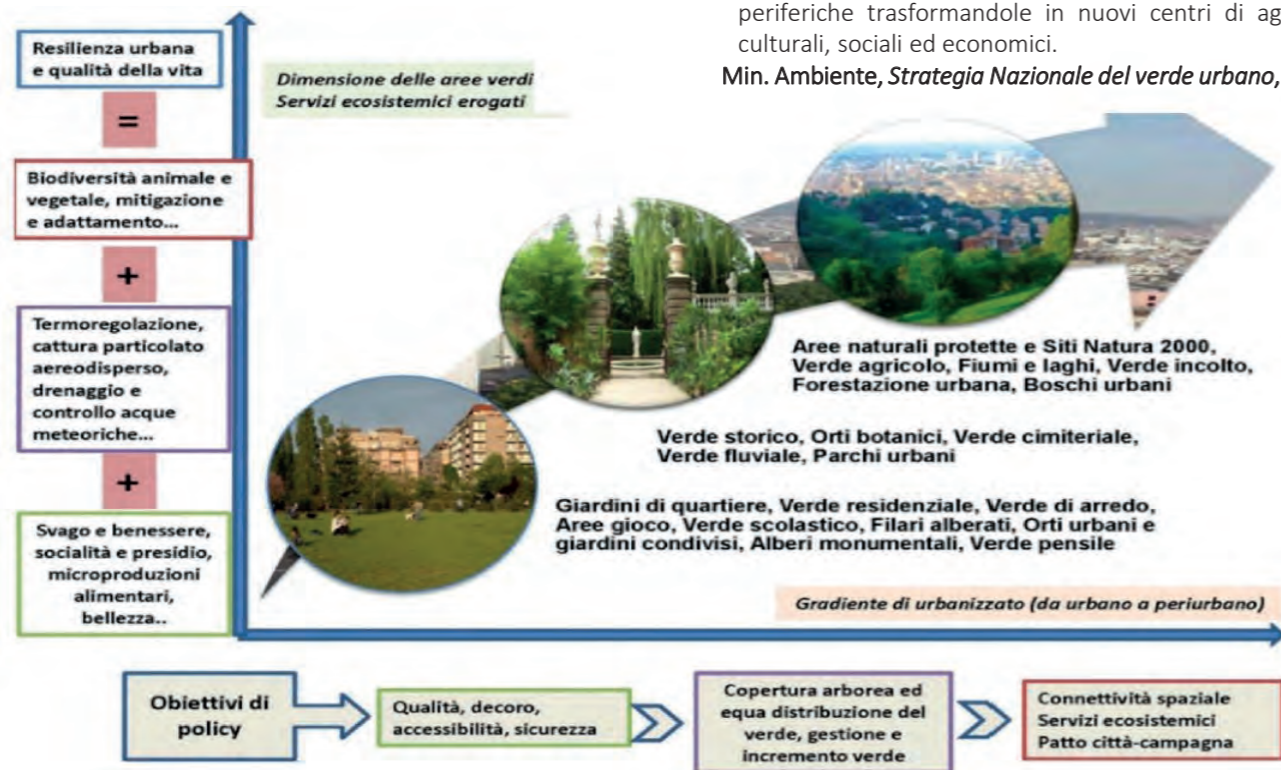 periferiche trasformandole in nuovi centri di ag
culturali, sociali ed economici.
Min. Ambiente, Strategia Nazionale del verde urbano,
Resilienza urbana
e qualità della vita
=
Biodiversità animale e
vegetale, mitigazione
e adattamento...
+
Termoregolazione,
cattura particolato
aereodisperso,
drenaggio e
controllo acque
meteoriche...
+
Svago e benessere,
socialità e presidio,
microproduzioni
alimentari,
bellezza..
Dimensione delle aree verdi
Servizi ecosistemici erogati
Aree naturali protette e Siti Natura 2000,
Verde agricolo, Fiumi e laghi, Verde incolto,
Forestazione urbana, Boschi urbani
Verde storico, Orti botanici, Verde cimiteriale,
Verde fluviale, Parchi urbani
Giardini di quartiere, Verde residenziale, Verde di arredo,
Aree gioco, Verde scolastico, Filari alberati, Orti urbani e
giardini condivisi, Alberi monumentali, Verde pensile
Gradiente di urbanizzato (da urbano a periurbano)
Obiettivi di
policy
Qualità, decoro,
accessibilità, sicurezza
Copertura arborea ed
equa distribuzione del
verde, gestione e
incremento verde
Connettività spaziale
Servizi ecosistemici
Patto città-campagna